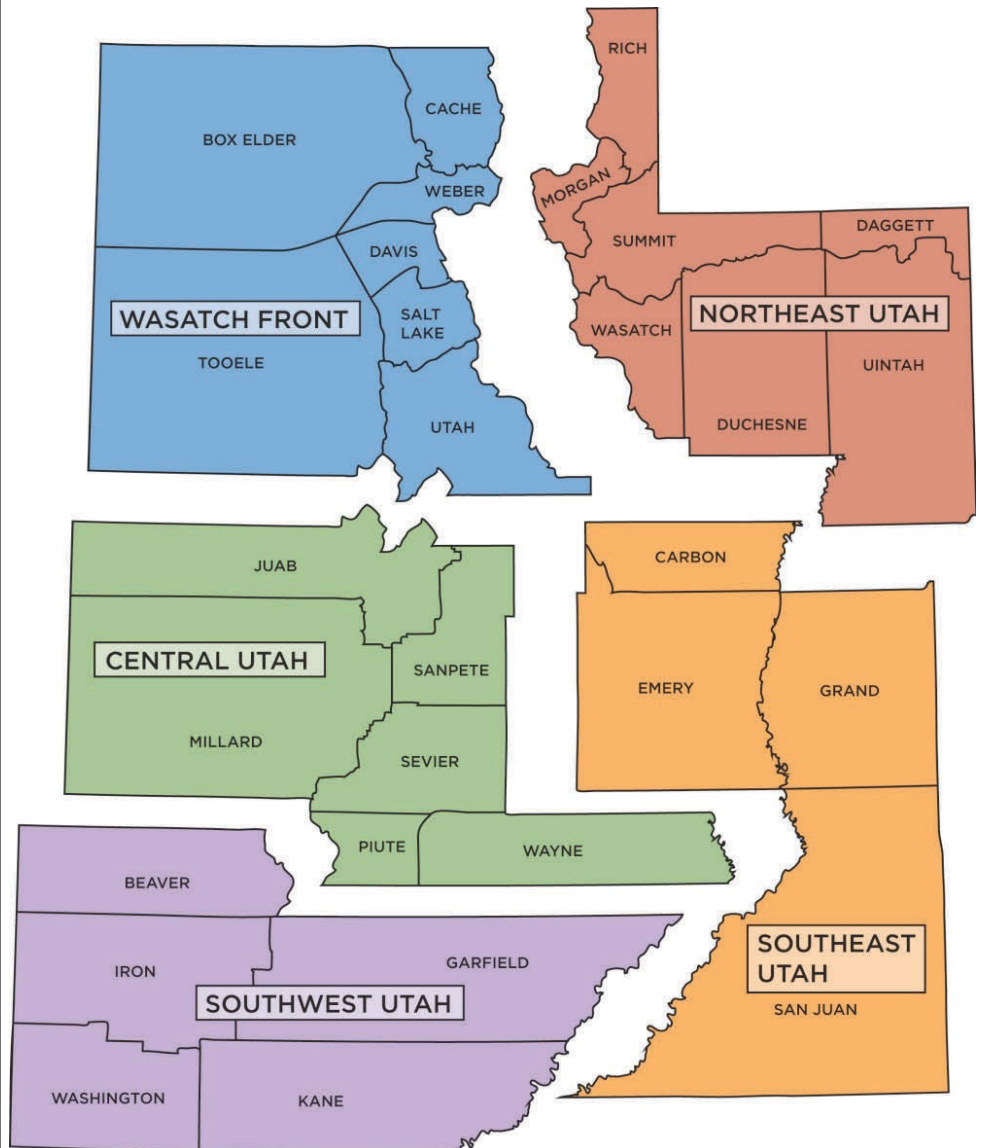 RICH
CACHE
BOX ELDER
WEBER
MORGAN
DAVIS
SUMMIT
DAGGETT
WASATCH FRONT
SALT
LAKE
WASATCH
NORTHEAST UTAH
TOOELE
UINTAH
UTAH
DUCHESNE
JUAB
CARBON
CENTRAL UTAH
SANPETE
EMERY
GRAND
MILLARD
SEVIER
PIUTE
WAYNE
BEAVER
IRON
GARFIELD
SOUTHEAST
UTAH
SOUTHWEST UTAH
SAN JUAN
WASHINGTON
KANE